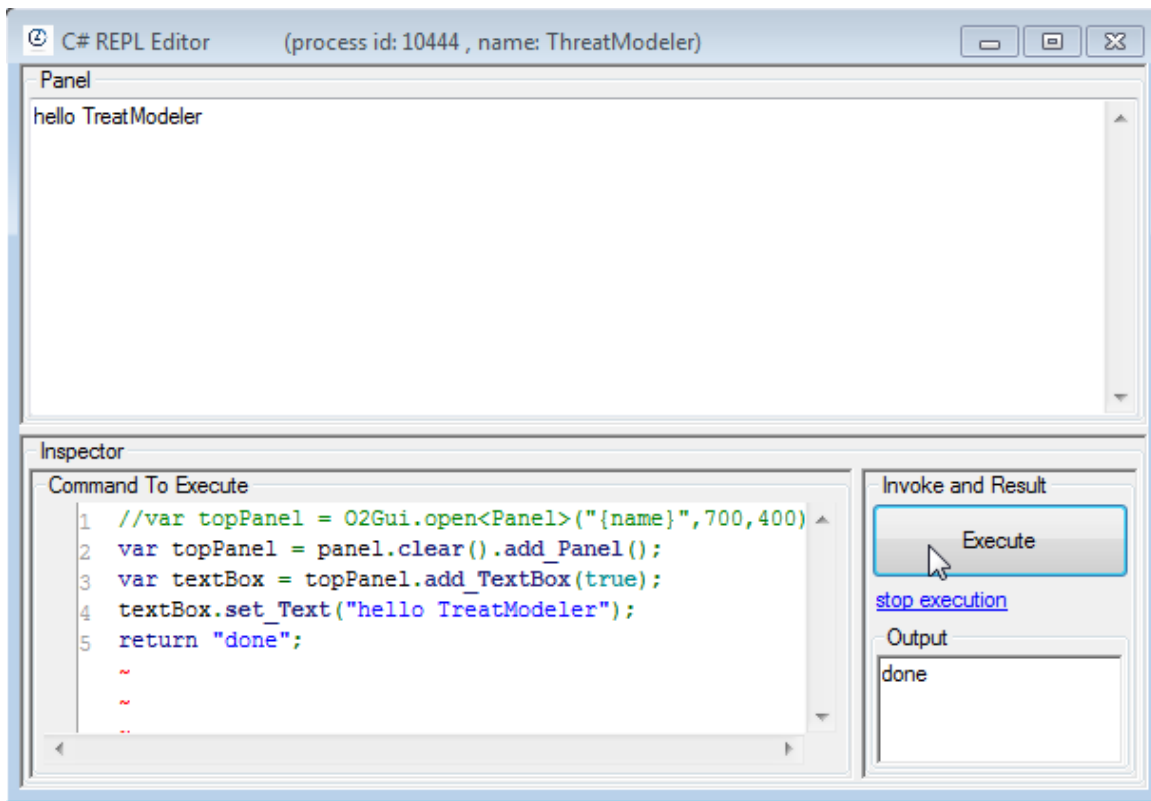 C# REPL Editor (process id: 10444 , name: ThreatModeler)
Panel
hello TreatModeler
Inspector
Command To Execute
1 //var topPanel = O2Gui.open<Panel>("{name}",700,400)
2 var topPanel = panel.clear().add_Panel();
3 var textBox = topPanel.add_TextBox(true);
4 textBox.set_Text("hello TreatModeler");
5 return "done";
~
~
~
Invoke and Result
Execute
stop execution
Output
done